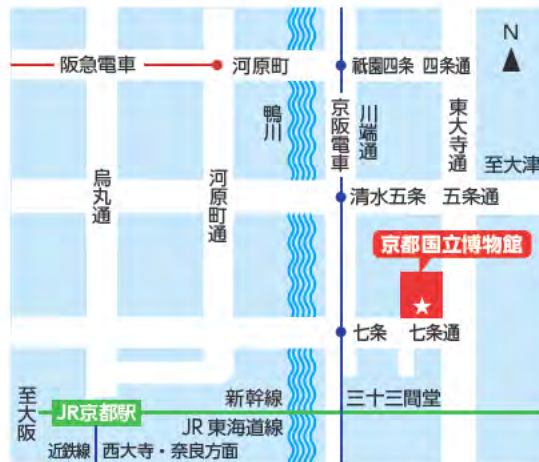 N
阪急電車
河原町
祇園四条
四条通
鴨川
京阪電車
川端通
東大寺通
至大津
烏丸通
河原町通
清水五条
五条通
京都国立博物館
七条
七条通
至大阪
JR京都駅
新幹線
三十三間堂
JR東海道線
近鉄線
西大寺・奈良方面